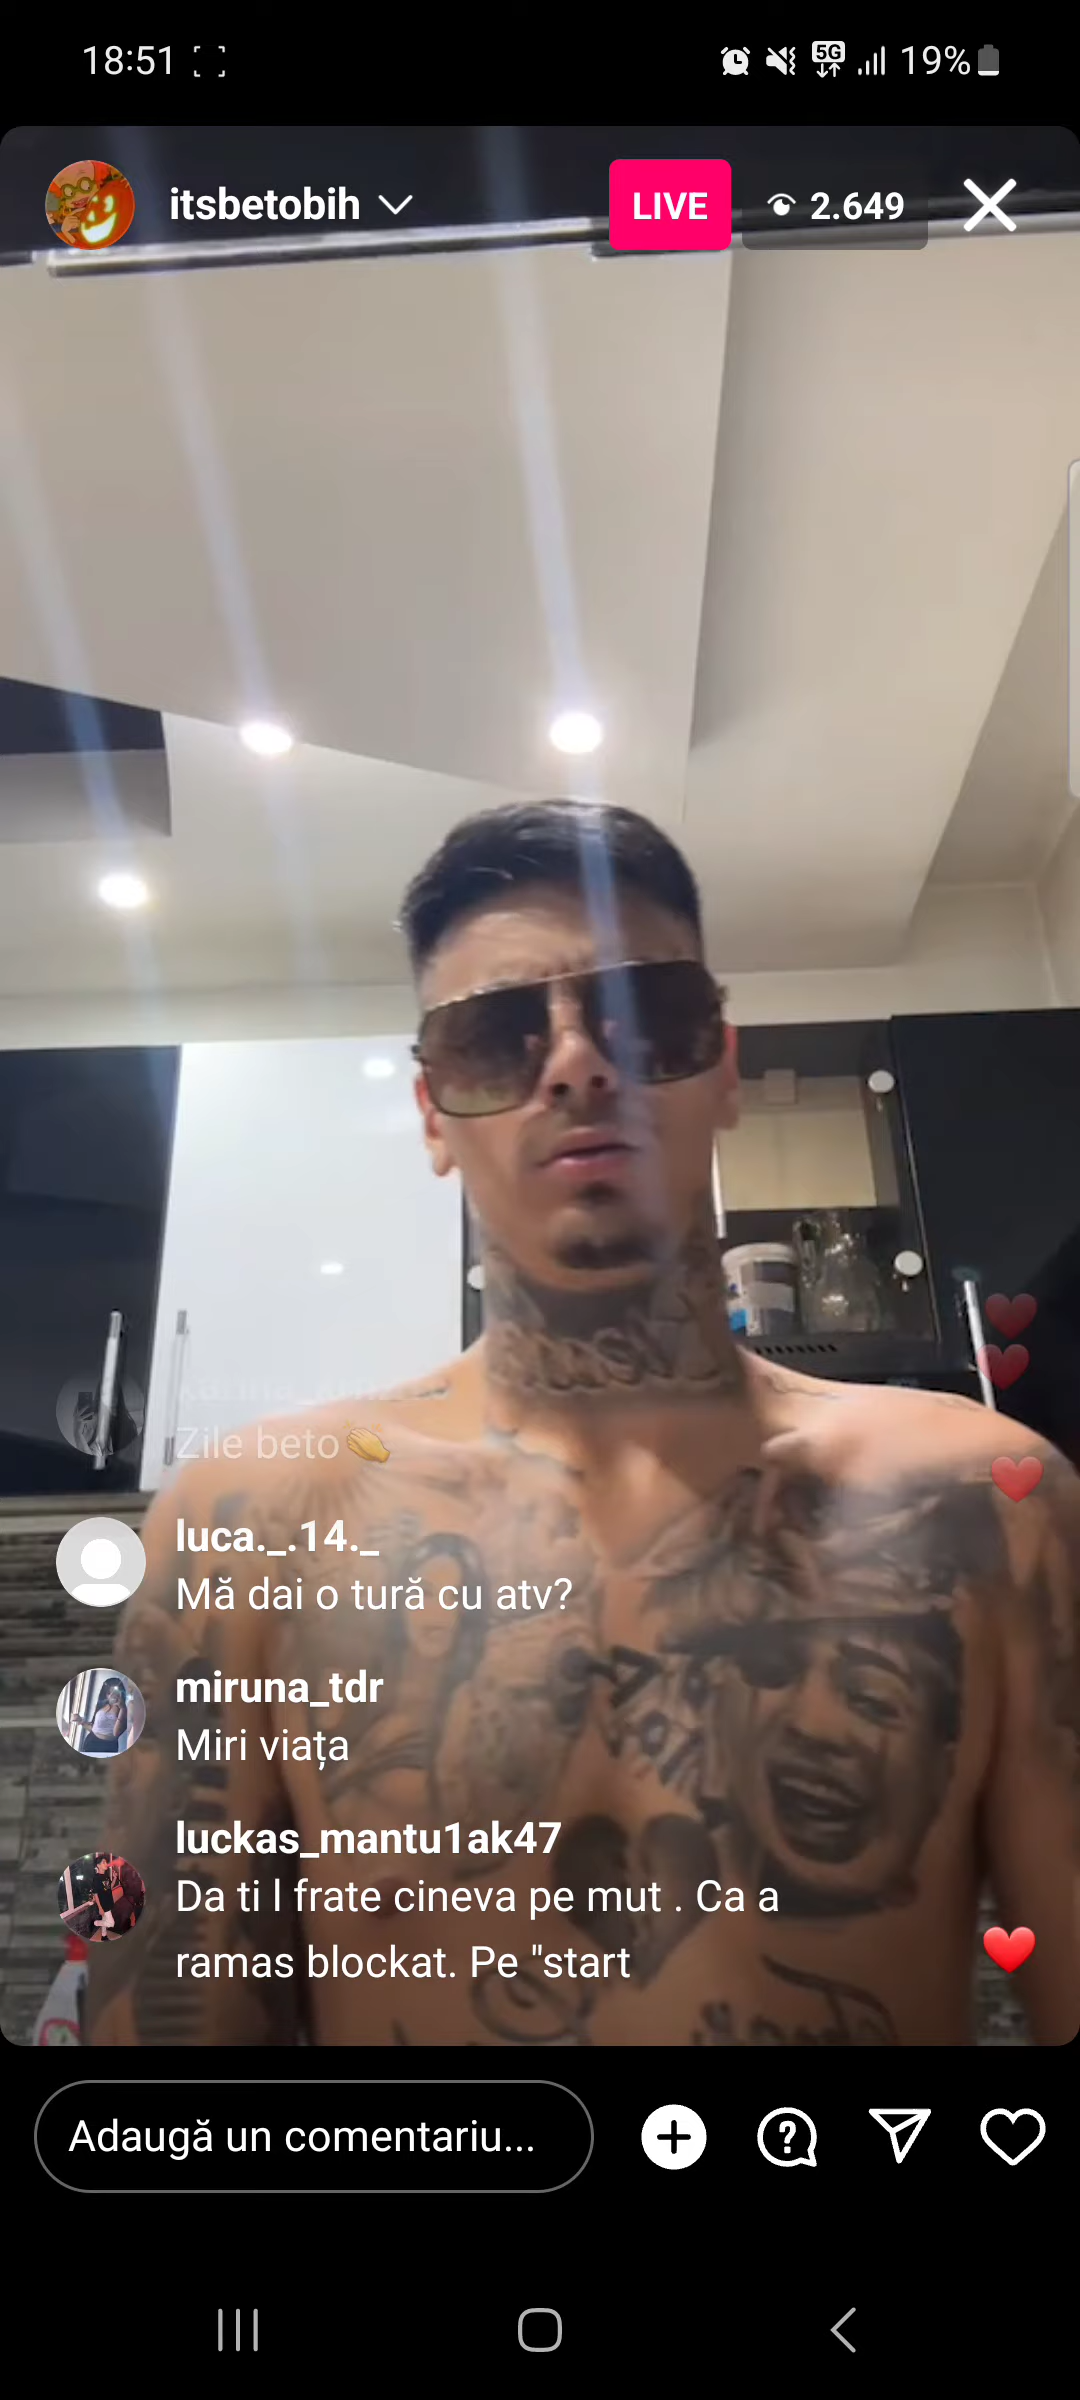 18:51
5G
19%
itsbetobih
LIVE
2.649
Zile beto👏
luca._.14._
Mă dai o tură cu atv?
miruna_tdr
Miri viața
luckas_mantu1ak47
Da ti l frate cineva pe mut . Ca a
ramas blockat. Pe "start
Adaugă un comentariu...